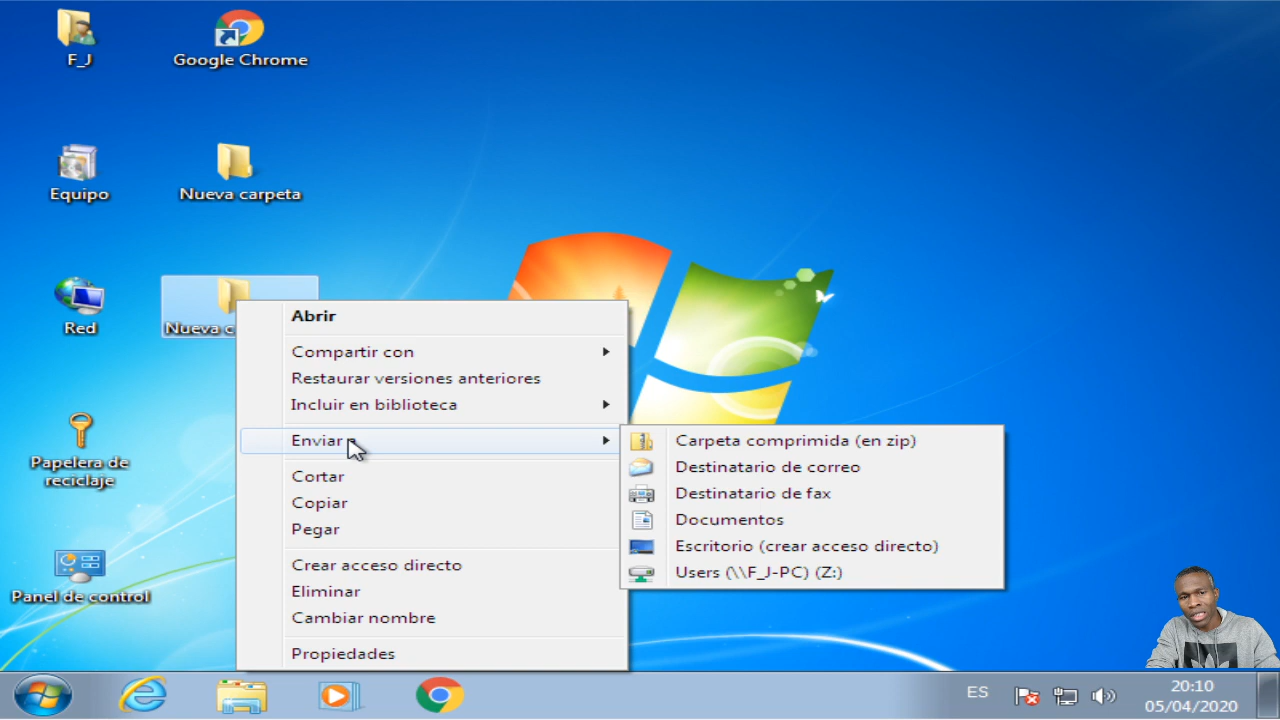 F_J
Google Chrome
Equipo
Nueva carpeta
Red
Nueva c
Papelera de
reciclaje
Panel de control
Abrir
Compartir con
Restaurar versiones anteriores
Incluir en biblioteca
Enviar
Cortar
Copiar
Pegar
Crear acceso directo
Eliminar
Cambiar nombre
Propiedades
Carpeta comprimida (en zip)
Destinatario de correo
Destinatario de fax
Documentos
Escritorio (crear acceso directo)
Users (\\F_J-PC) (Z:)
ES
20:10
05/04/2020